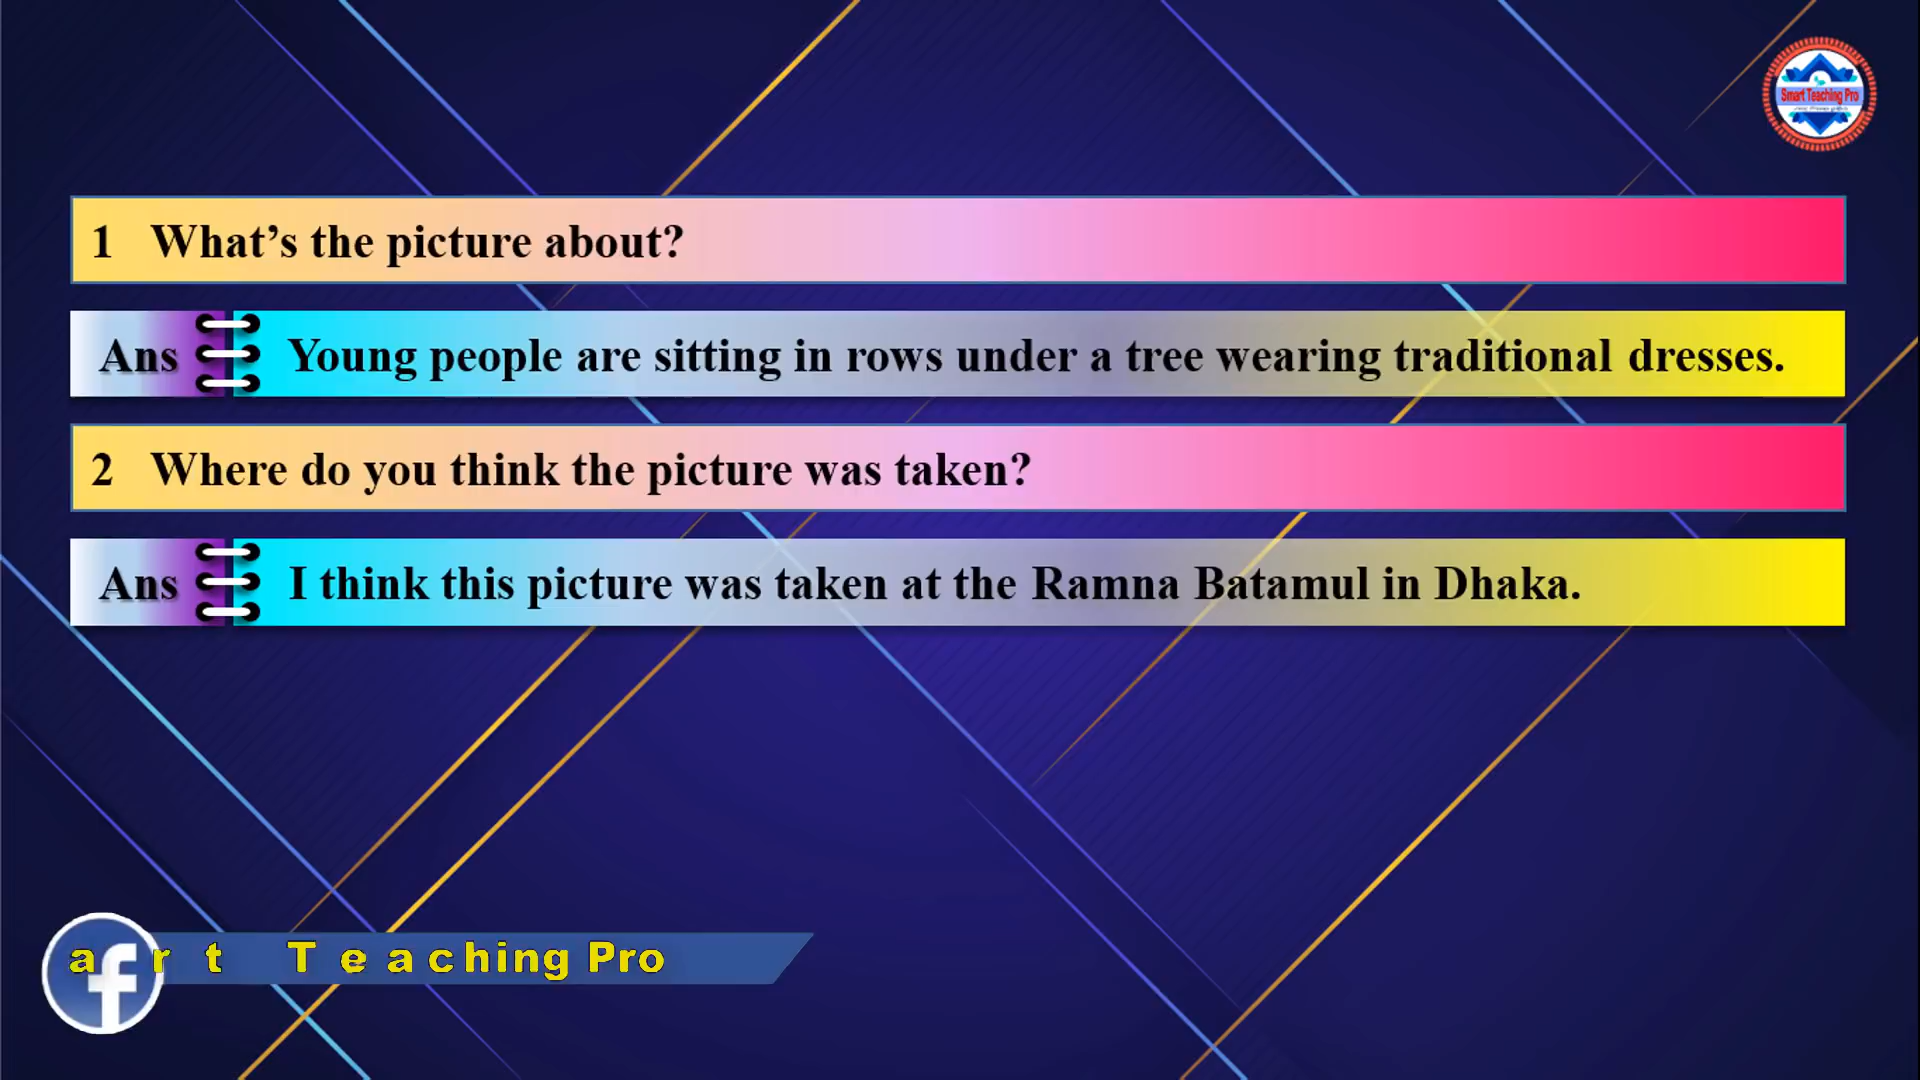 Smart Teaching Pro
1 What’s the picture about?
Ans Young people are sitting in rows under a tree wearing traditional dresses.
2 Where do you think the picture was taken?
Ans I think this picture was taken at the Ramna Batamul in Dhaka.
a f r t Teaching Pro